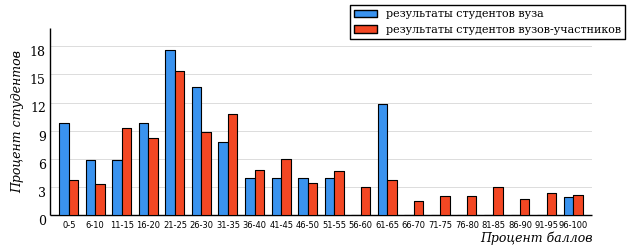 результаты студентов вуза
результаты студентов вузов-участников
Процент студентов
18
15
12
9
6
3
0
0-5 6-10 11-15 16-20 21-25 26-30 31-35 36-40 41-45 46-50 51-55 56-60 61-65 66-70 71-75 76-80 81-85 86-90 91-95 96-100
Процент баллов